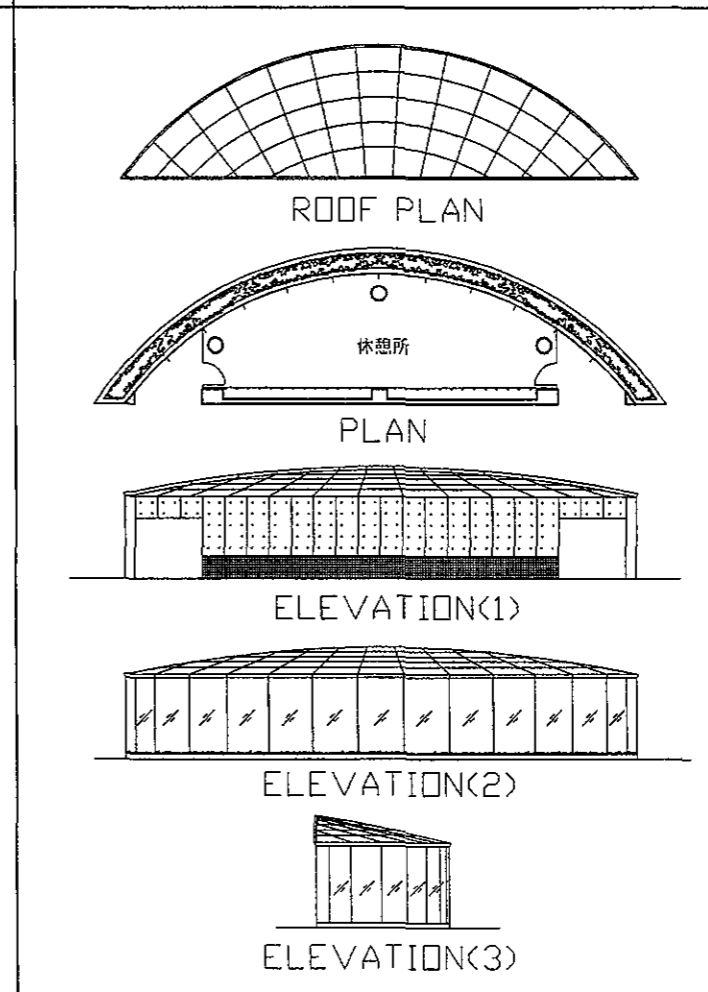 ROOF PLAN
休憩所
PLAN
ELEVATION(1)
ELEVATION(2)
ELEVATION(3)